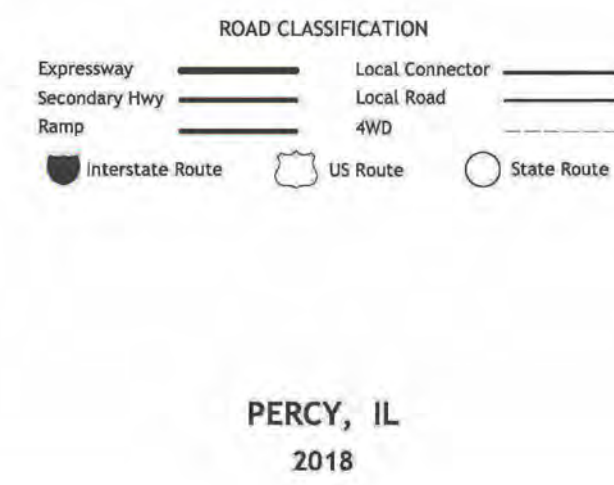 ROAD CLASSIFICATION
Expressway Local Connector
Secondary Hwy Local Road
Ramp 4WD
Interstate Route US Route State Route
PERCY, IL
2018